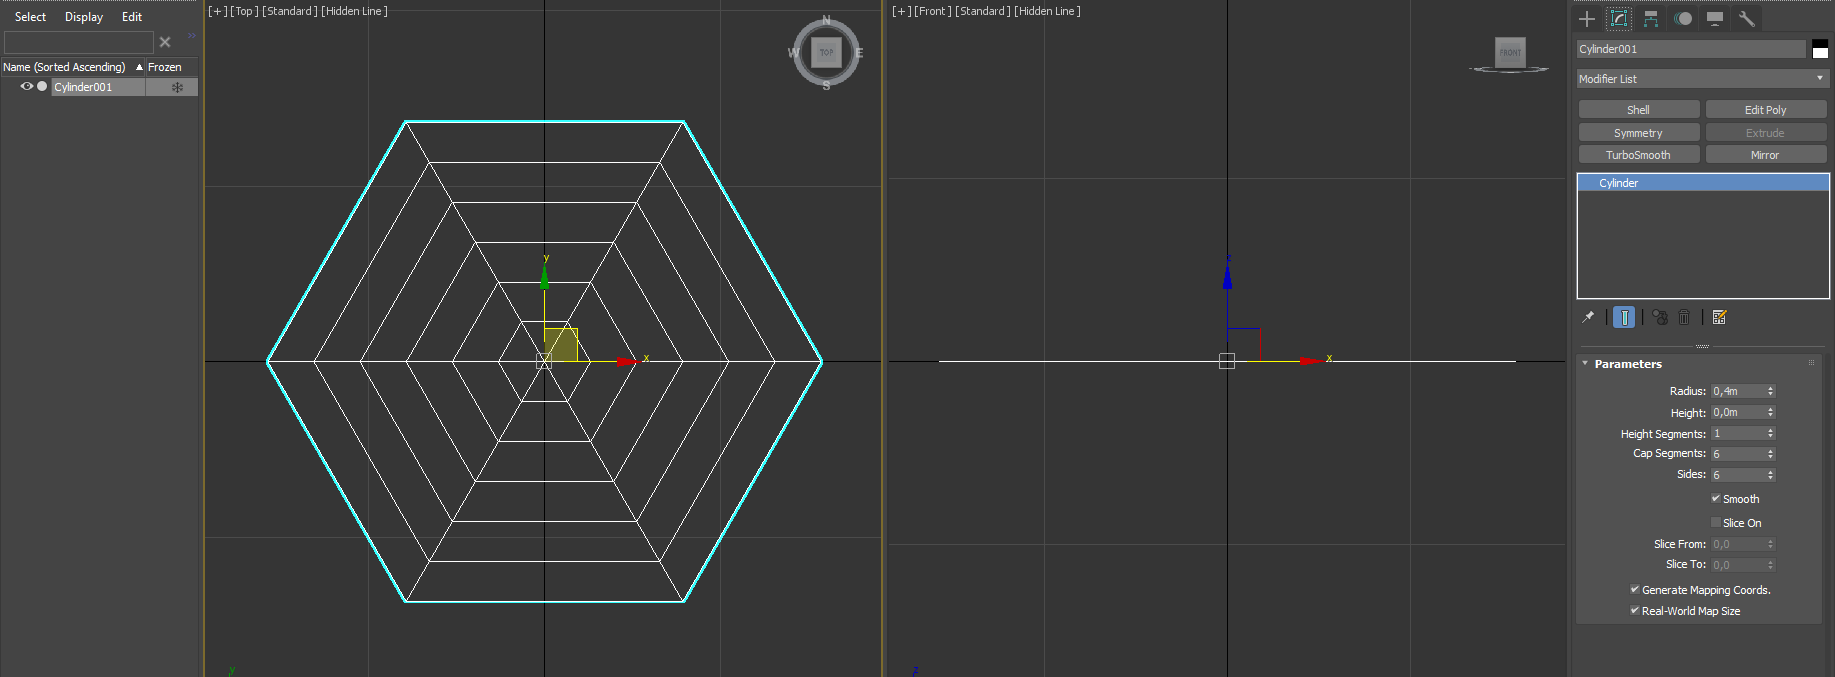 Select Display Edit
Name (Sorted Ascending) ▲ Frozen
Cylinder001
[+] [Top] [Standard] [Hidden Line]
N
W TOP E
S
y
x
y
[+] [Front] [Standard] [Hidden Line]
FRONT
z
x
z
Cylinder001
Modifier List
Shell Edit Poly
Symmetry Extrude
TurboSmooth Mirror
Cylinder
Parameters
Radius: 0,4m
Height: 0,0m
Height Segments: 1
Cap Segments: 6
Sides: 6
Smooth
Slice On
Slice From: 0,0
Slice To: 0,0
Generate Mapping Coords.
Real-World Map Size